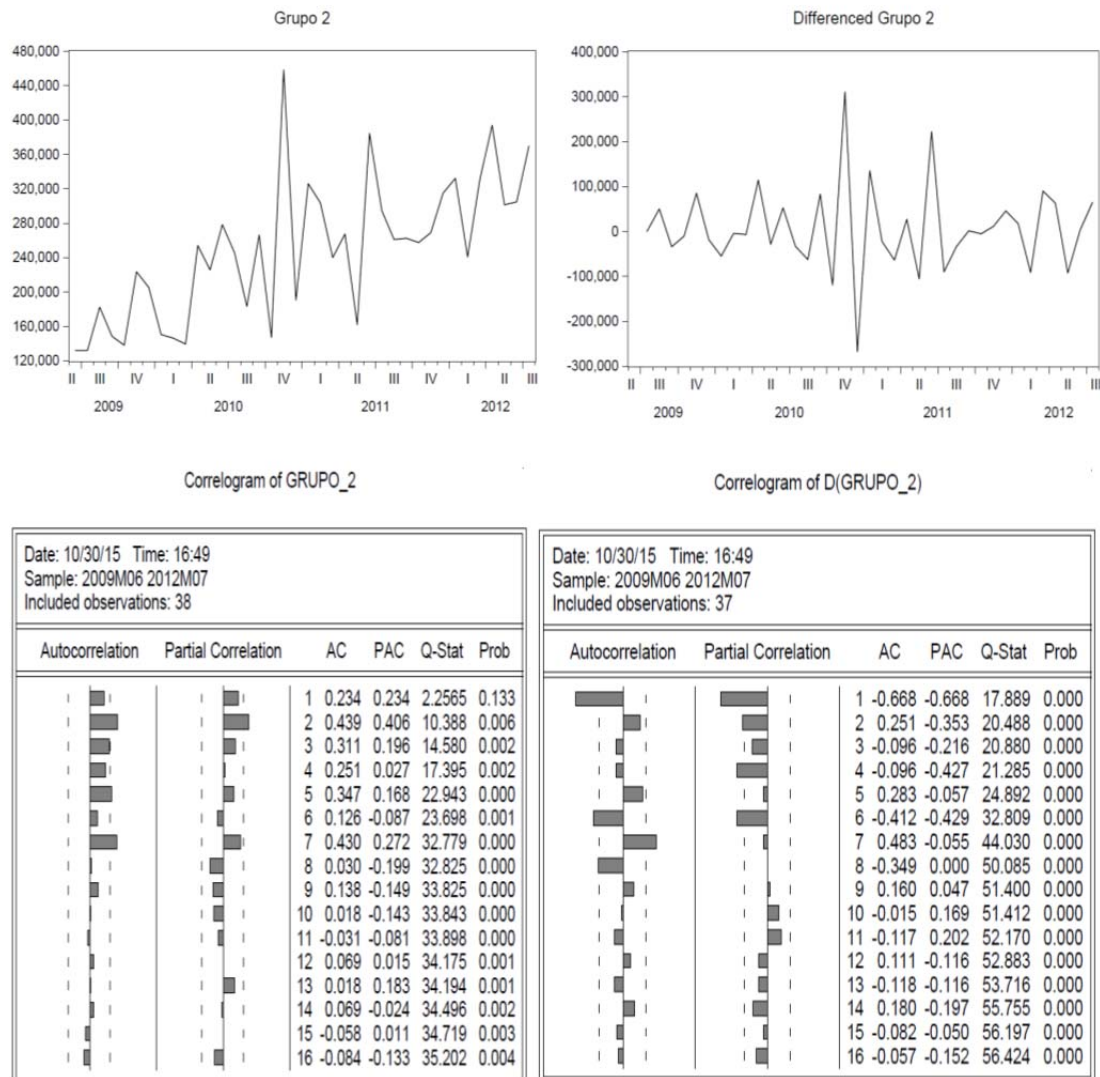 Grupo 2
480,000
440,000
400,000
360,000
320,000
280,000
240,000
200,000
160,000
120,000
II III IV I II III IV I II III IV I II III
2009 2010 2011 2012
Differenced Grupo 2
400,000
300,000
200,000
100,000
0
-100,000
-200,000
-300,000
II III IV I II III IV I II III IV I II III
2009 2010 2011 2012
Correlogram of GRUPO_2
Date: 10/30/15 Time: 16:49
Sample: 2009M06 2012M07
Included observations: 38
Autocorrelation Partial Correlation AC PAC Q-Stat Prob
1 0.234 0.234 2.2565 0.133
2 0.439 0.406 10.388 0.006
3 0.311 0.196 14.580 0.002
4 0.251 0.027 17.395 0.002
5 0.347 0.168 22.943 0.000
6 0.126 -0.087 23.698 0.001
7 0.430 0.272 32.779 0.000
8 0.030 -0.199 32.825 0.000
9 0.138 -0.149 33.825 0.000
10 0.018 -0.143 33.843 0.000
11 -0.031 -0.081 33.898 0.000
12 0.069 0.015 34.175 0.001
13 0.018 0.183 34.194 0.001
14 0.069 -0.024 34.496 0.002
15 -0.058 0.011 34.719 0.003
16 -0.084 -0.133 35.202 0.004
Correlogram of D(GRUPO_2)
Date: 10/30/15 Time: 16:49
Sample: 2009M06 2012M07
Included observations: 37
Autocorrelation Partial Correlation AC PAC Q-Stat Prob
1 -0.668 -0.668 17.889 0.000
2 0.251 -0.353 20.488 0.000
3 -0.096 -0.216 20.880 0.000
4 -0.096 -0.427 21.285 0.000
5 0.283 -0.057 24.892 0.000
6 -0.412 -0.429 32.809 0.000
7 0.483 -0.055 44.030 0.000
8 -0.349 0.000 50.085 0.000
9 0.160 0.047 51.400 0.000
10 -0.015 0.169 51.412 0.000
11 -0.117 0.202 52.170 0.000
12 0.111 -0.116 52.883 0.000
13 -0.118 -0.116 53.716 0.000
14 0.180 -0.197 55.755 0.000
15 -0.082 -0.050 56.197 0.000
16 -0.057 -0.152 56.424 0.000